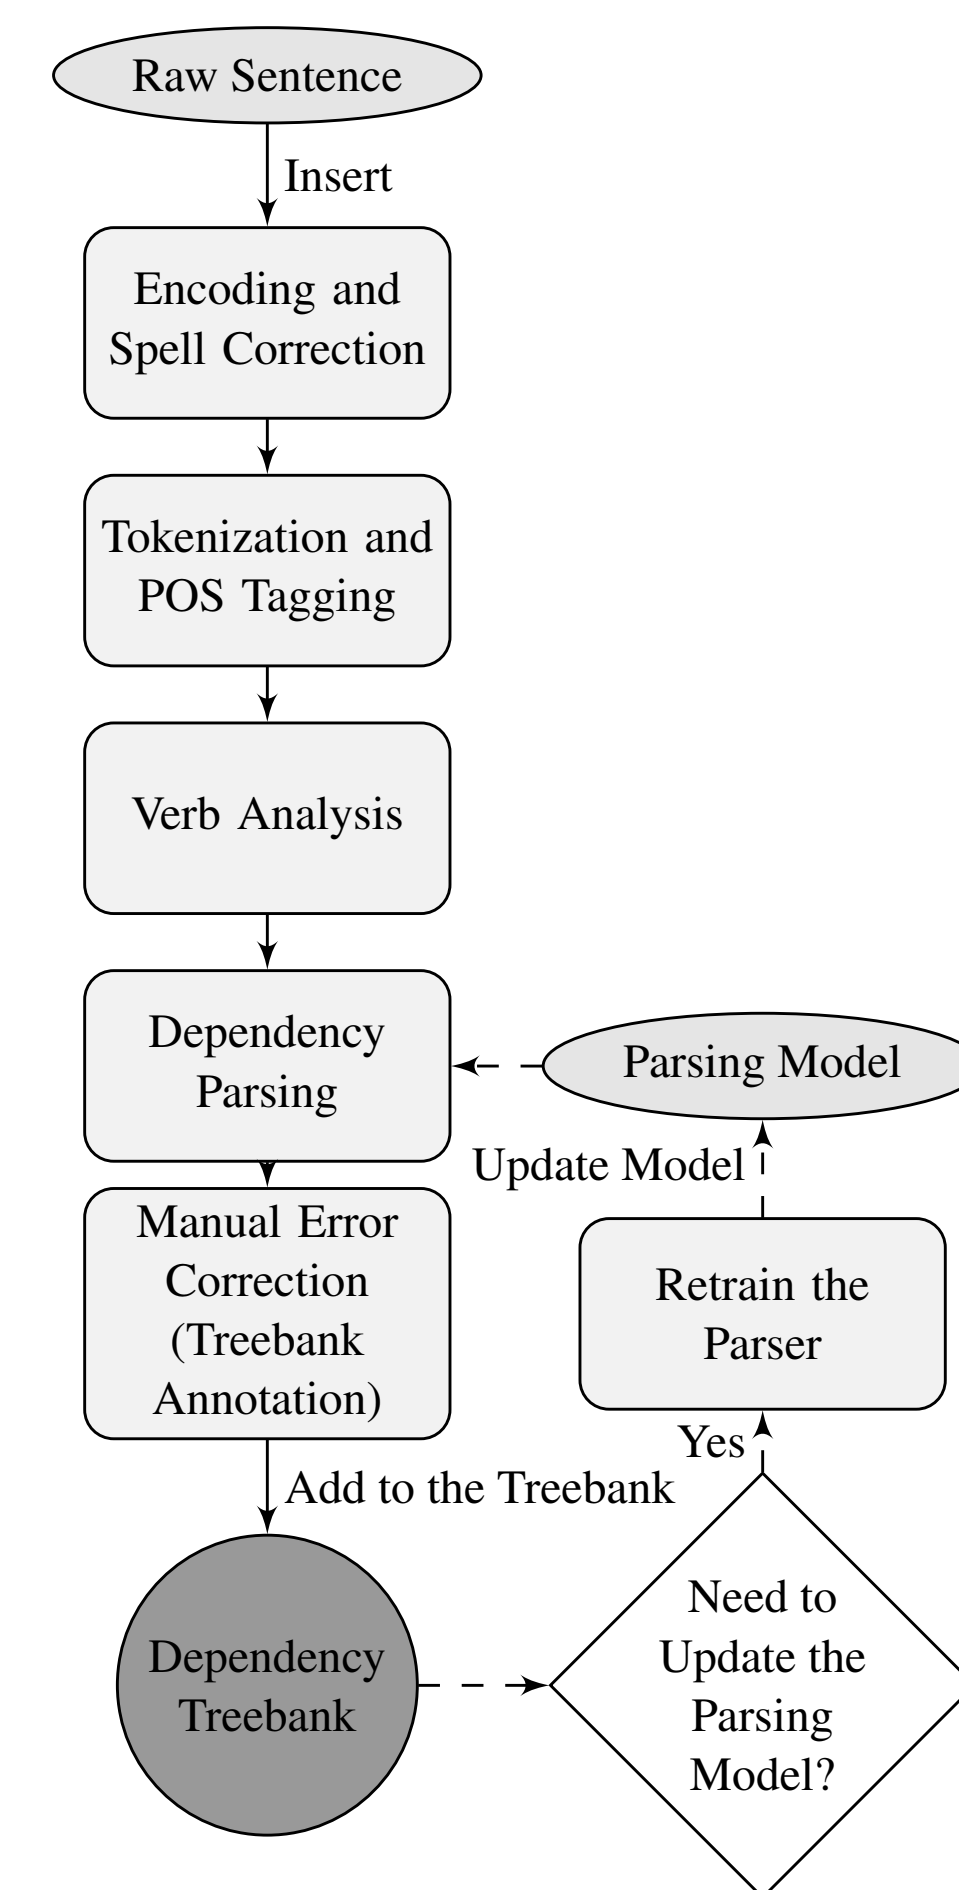 Raw Sentence
Insert
Encoding and
Spell Correction
Tokenization and
POS Tagging
Verb Analysis
Dependency
Parsing
Parsing Model
Update Model
Manual Error
Correction
(Treebank
Annotation)
Retrain the
Parser
Yes
Add to the Treebank
Dependency
Treebank
Need to
Update the
Parsing
Model?